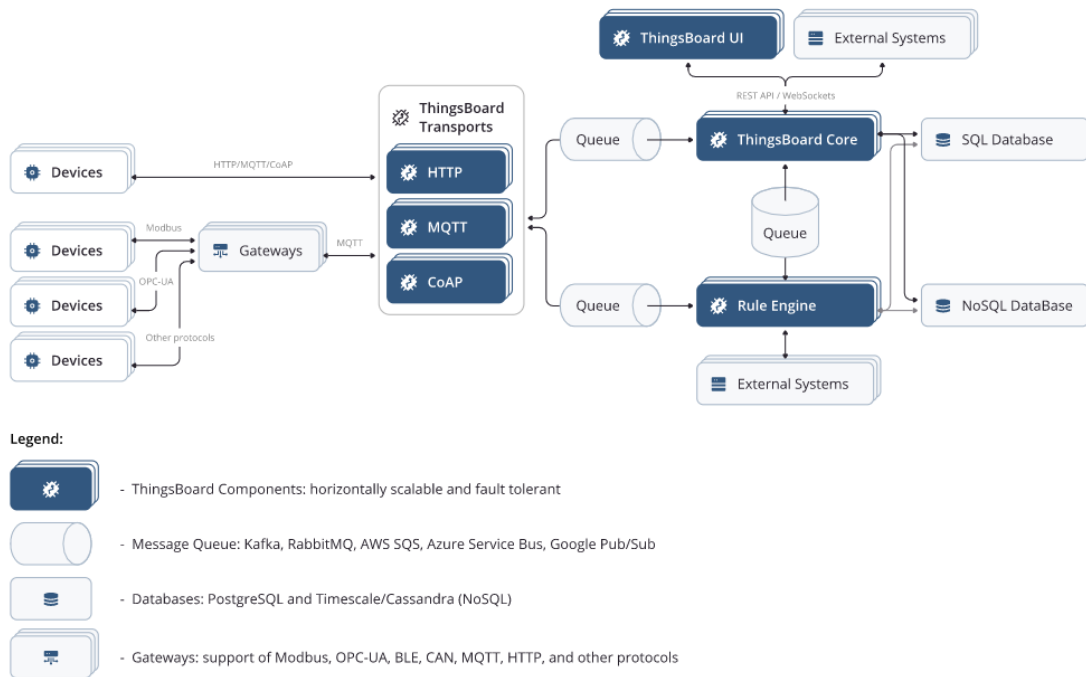 ThingsBoard UI
External Systems
REST API / WebSockets
ThingsBoard
Transports
Queue
ThingsBoard Core
SQL Database
Devices
HTTP/MQTT/CoAP
HTTP
Modbus
Devices
Gateways
MQTT
MQTT
Queue
OPC-UA
Devices
CoAP
Queue
Rule Engine
NoSQL DataBase
Other protocols
Devices
External Systems
Legend:
- ThingsBoard Components: horizontally scalable and fault tolerant
- Message Queue: Kafka, RabbitMQ, AWS SQS, Azure Service Bus, Google Pub/Sub
- Databases: PostgreSQL and Timescale/Cassandra (NoSQL)
- Gateways: support of Modbus, OPC-UA, BLE, CAN, MQTT, HTTP, and other protocols